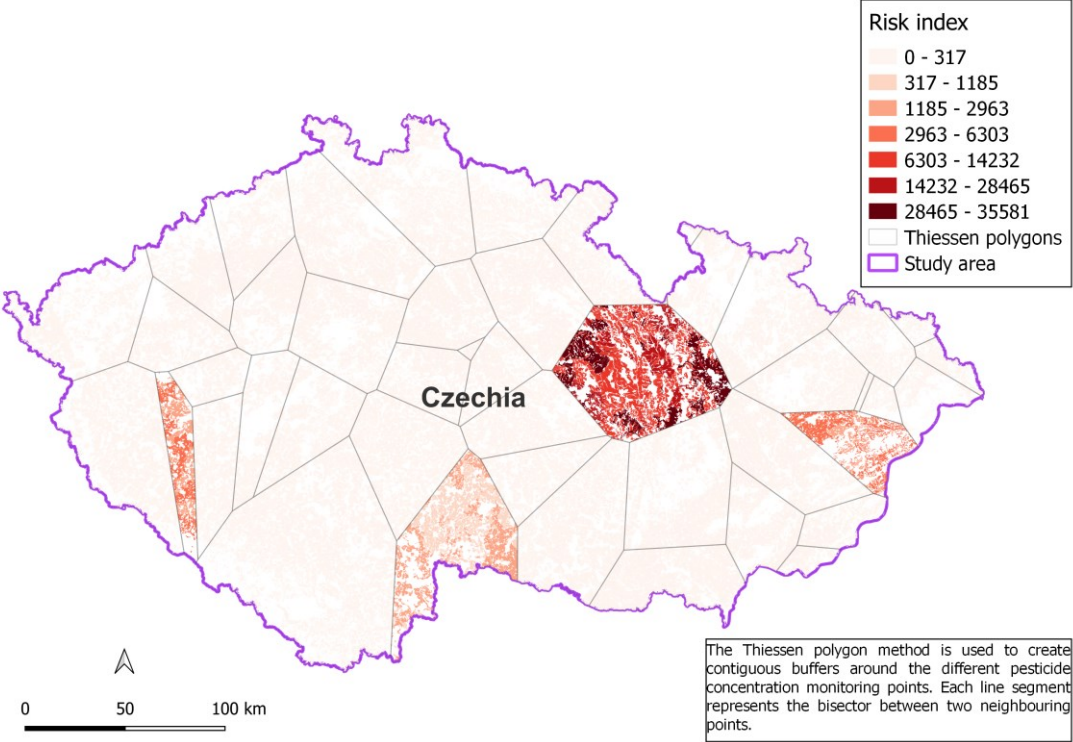 Risk index
0 - 317
317 - 1185
1185 - 2963
2963 - 6303
6303 - 14232
14232 - 28465
28465 - 35581
Thiessen polygons
Study area
Czechia
0 50 100 km
The Thiessen polygon method is used to create
contiguous buffers around the different pesticide
concentration monitoring points. Each line segment
represents the bisector between two neighbouring
points.